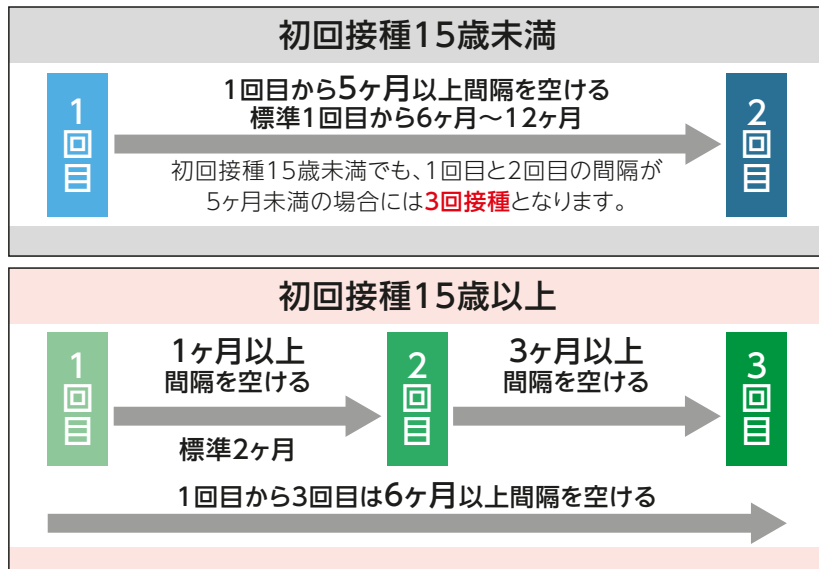 初回接種15歳未満
1回目
1回目から5ヶ月以上間隔を空ける
標準1回目から6ヶ月～12ヶ月
初回接種15歳未満でも、1回目と2回目の間隔が
5ヶ月未満の場合には3回接種となります。
2回目
初回接種15歳以上
1回目
1ヶ月以上
間隔を空ける
標準2ヶ月
2回目
3ヶ月以上
間隔を空ける
3回目
1回目から3回目は6ヶ月以上間隔を空ける